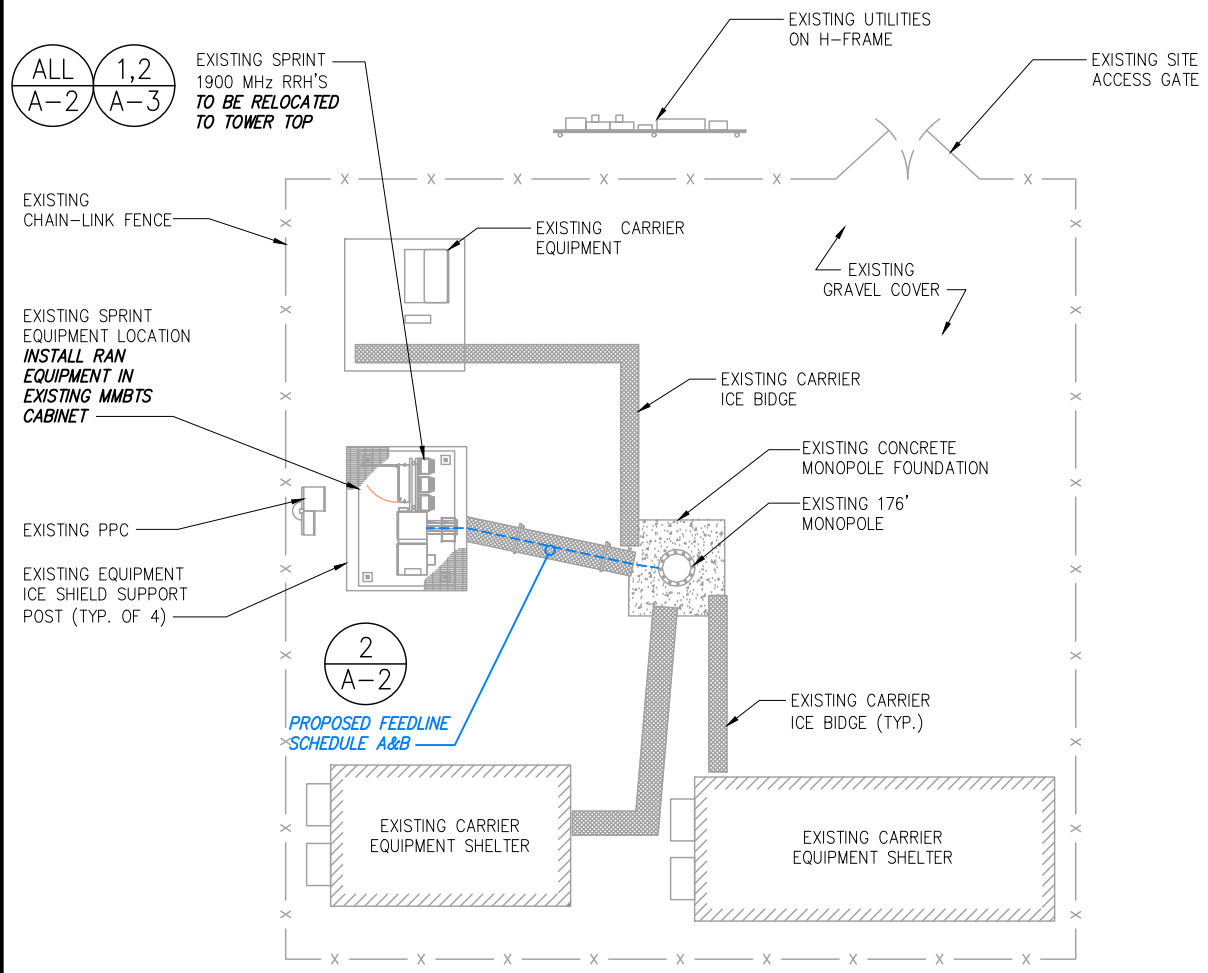 ALL
A-2
1,2
A-3
EXISTING SPRINT
1900 MHz RRH'S
TO BE RELOCATED
TO TOWER TOP
EXISTING UTILITIES
ON H-FRAME
EXISTING SITE
ACCESS GATE
EXISTING
CHAIN-LINK FENCE
EXISTING CARRIER
EQUIPMENT
EXISTING
GRAVEL COVER
EXISTING SPRINT
EQUIPMENT LOCATION
INSTALL RAN
EQUIPMENT IN
EXISTING MMBTS
CABINET
EXISTING CARRIER
ICE BIDGE
EXISTING CONCRETE
MONOPOLE FOUNDATION
EXISTING 176'
MONOPOLE
EXISTING PPC
EXISTING EQUIPMENT
ICE SHIELD SUPPORT
POST (TYP. OF 4)
2
A-2
PROPOSED FEEDLINE
SCHEDULE A&B
EXISTING CARRIER
ICE BIDGE (TYP.)
EXISTING CARRIER
EQUIPMENT SHELTER
EXISTING CARRIER
EQUIPMENT SHELTER